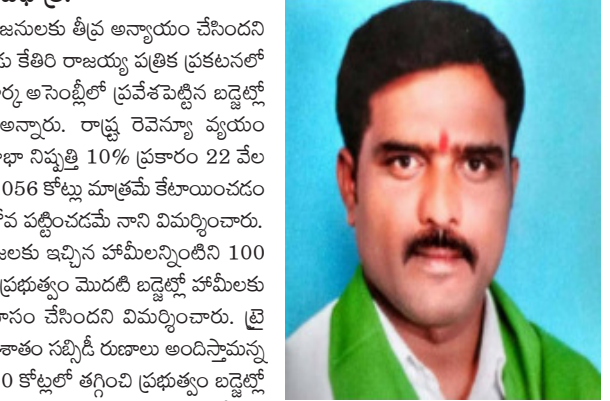 జనులకు తీవ్ర అన్యాయం చేసిందని
డు కేతిరి రాజయ్య పత్రిక ప్రకటనలో
ార్క అసెంబ్లీలో ప్రవేశపెట్టిన బడ్జెట్లో
అన్నారు. రాష్ట్ర రెవెన్యూ వ్యయం
భా నిష్పత్తి 10% ప్రకారం 22 వేల
056 కోట్లు మాత్రమే కేటాయించడం
ోవ పట్టించడమే నాని విమర్శించారు.
జలకు ఇచ్చిన హామీలన్నింటిని 100
ప్రభుత్వం మొదటి బడ్జెట్లో హామీలకు
ాసం చేసిందని విమర్శించారు. ట్రై
శాతం సబ్సిడీ రుణాలు అందిస్తామన్న
0 కోట్లలో తగ్గించి ప్రభుత్వం బడ్జెట్లో